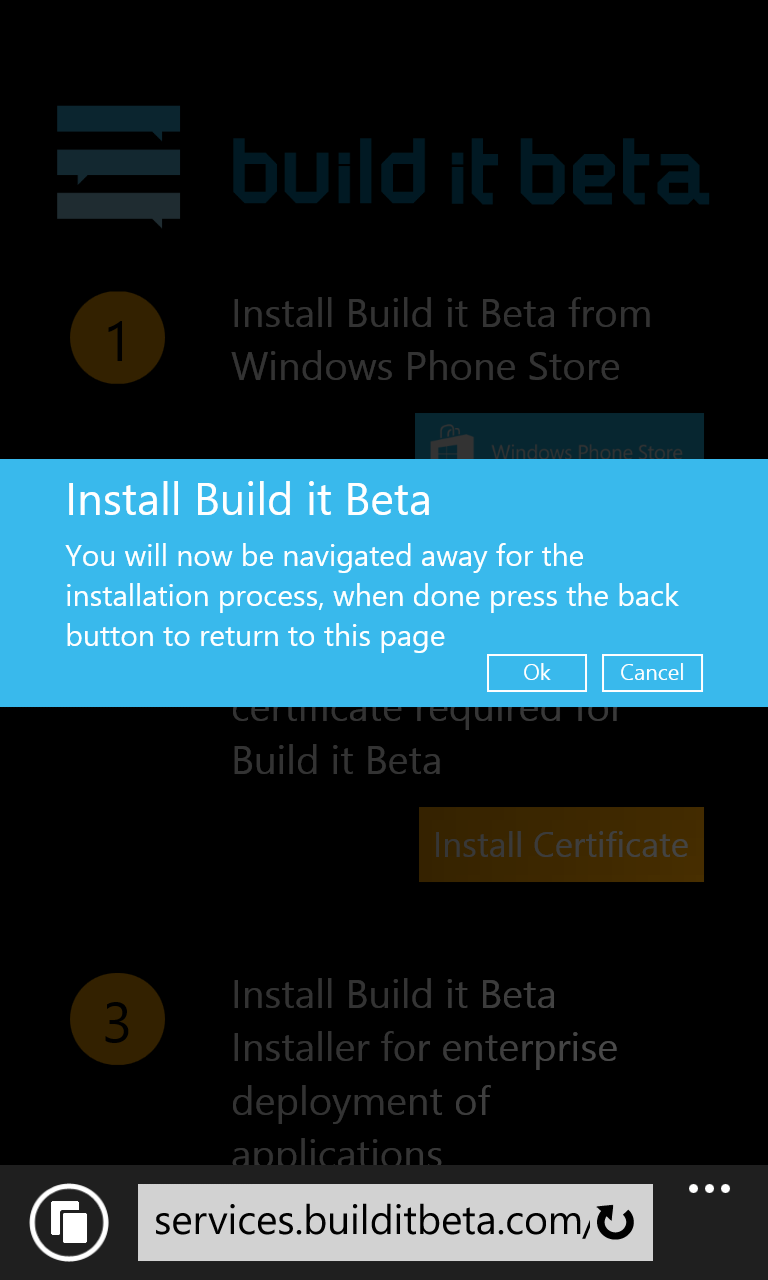 build it beta
1
Install Build it Beta from
Windows Phone Store
Windows Phone Store
Install Build it Beta
You will now be navigated away for the
installation process, when done press the back
button to return to this page
Ok
Cancel
certificate required for
Build it Beta
Install Certificate
3
Install Build it Beta
Installer for enterprise
deployment of
applications
services.builditbeta.com/